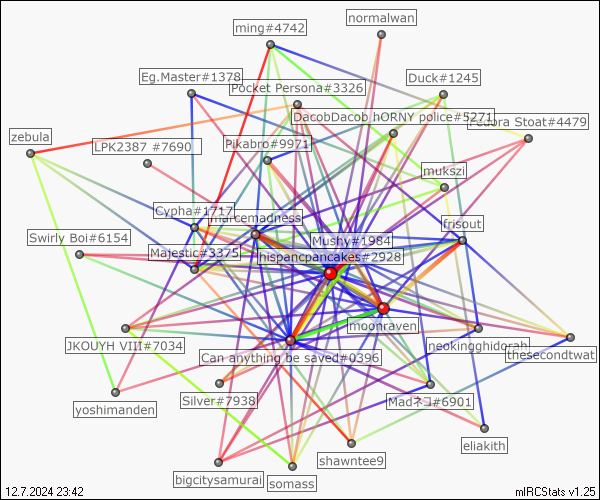 normalwan
ming#4742
Eg.Master#1378
Duck#1245
Pocket Persona#3326
DacobDacob.hORNY police#5271
Fedora Stoat#4479
zebula
LPK2387 #7690
Pikabro#9971
mukszi
Cypha#1717
marcemadness
frisout
Swirly Boi#6154
Mushy#1984
Majestic#3375
hispancpancakes#2928
moonraven
JKOUYH VIII#7034
neokingghidorah
Can anything be saved#0396
thesecondtwat
yoshimanden
Silver#7938
Madネコ#6901
eliakith
shawntee9
bigcitysamurai
somass
12.7.2024 23:42
mIRCStats v1.25